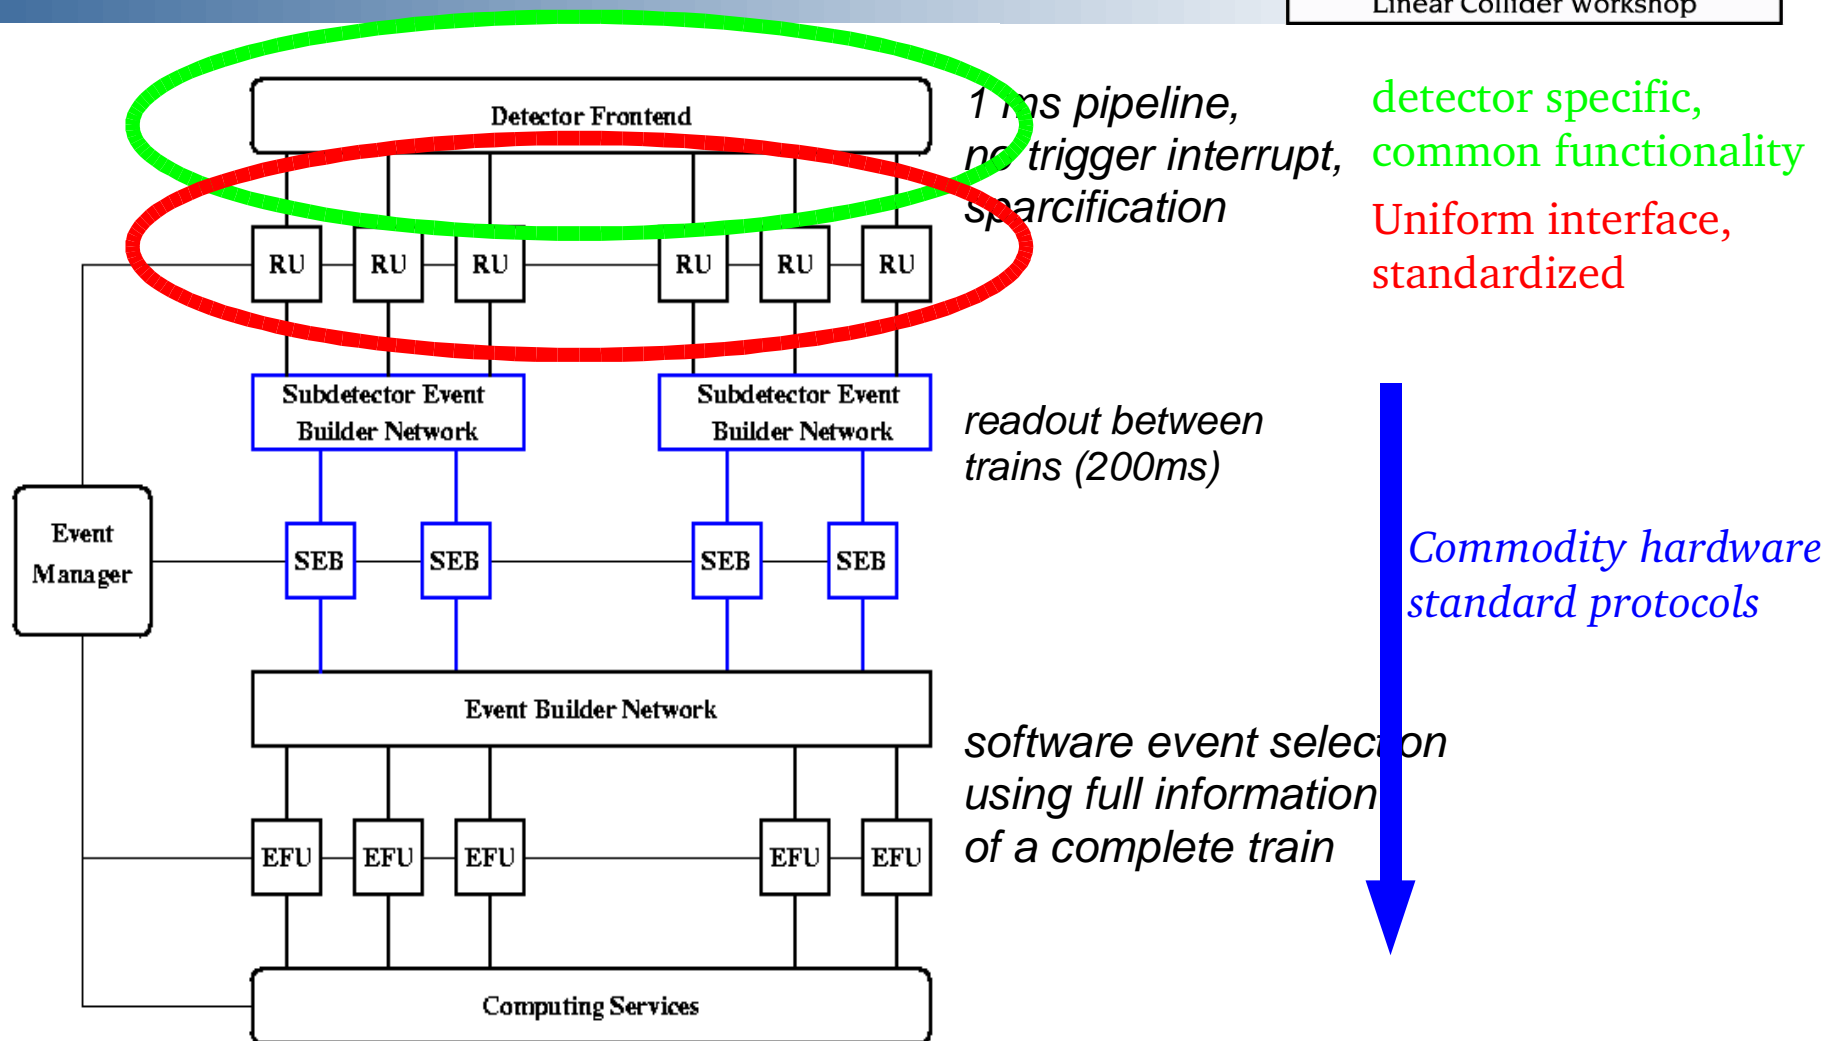 Linear Collider Workshop
Detector Frontend
1 ms pipeline,
no trigger interrupt,
sparcification
detector specific,
common functionality
Uniform interface,
standardized
RU RU RU RU RU RU
Subdetector Event
Builder Network
Subdetector Event
Builder Network
readout between
trains (200ms)
Event
Manager
SEB SEB SEB SEB
Commodity hardware
standard protocols
Event Builder Network
software event selection
using full information
of a complete train
EFU EFU EFU EFU EFU
Computing Services